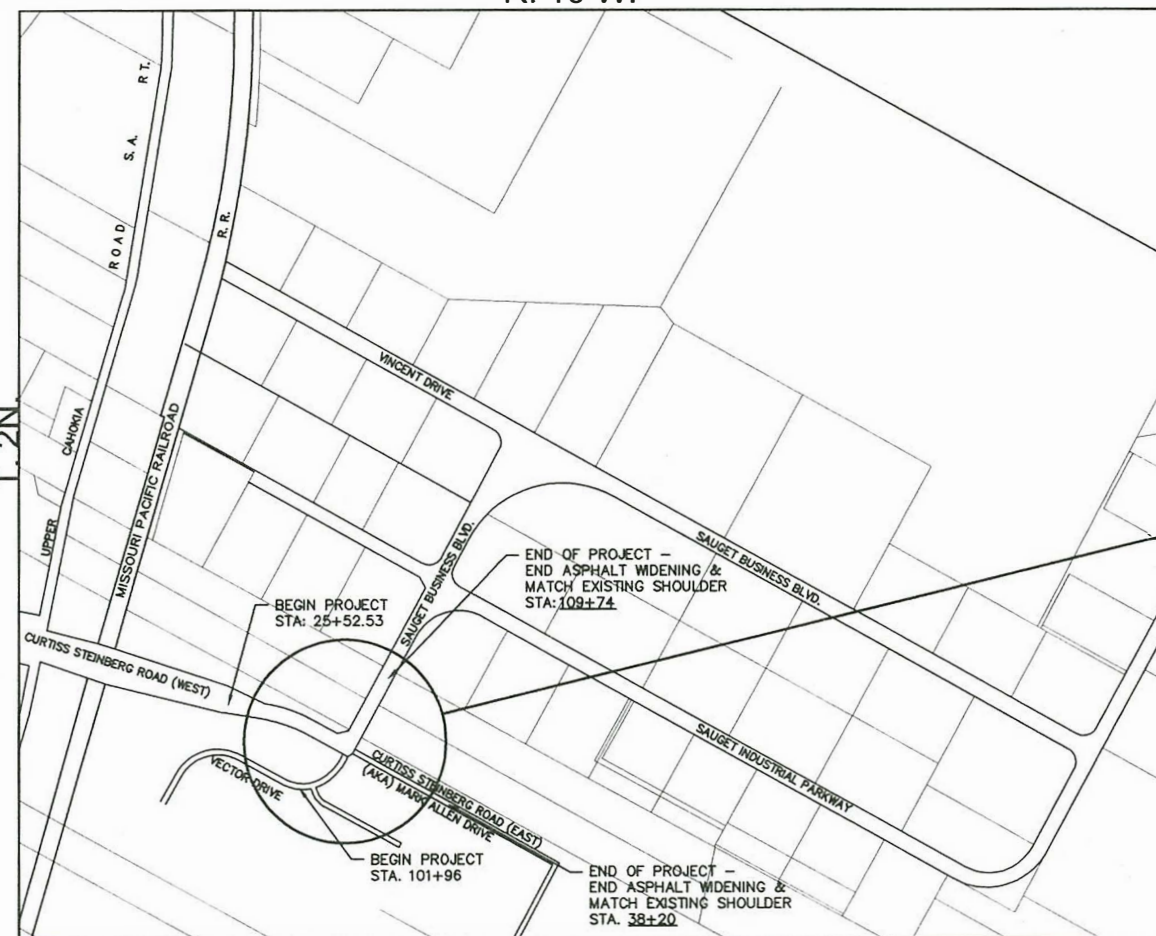 T. 2N.
UPPER
CAHOKIA
ROAD
S. A.
RT.
MISSOURI PACIFIC RAILROAD
R. R.
VINCENT DRIVE
SAUGET BUSINESS BLVD.
SAUGET BUSINESS BLVD.
SAUGET INDUSTRIAL PARKWAY
END OF PROJECT –
END ASPHALT WIDENING &
MATCH EXISTING SHOULDER
STA: 109+74
BEGIN PROJECT
STA: 25+52.53
CURTISS STEINBERG ROAD (WEST)
VECTOR DRIVE
CURTISS STEINBERG ROAD (EAST)
(AKA) MARK ALLEN DRIVE
BEGIN PROJECT
STA. 101+96
END OF PROJECT –
END ASPHALT WIDENING &
MATCH EXISTING SHOULDER
STA. 38+20